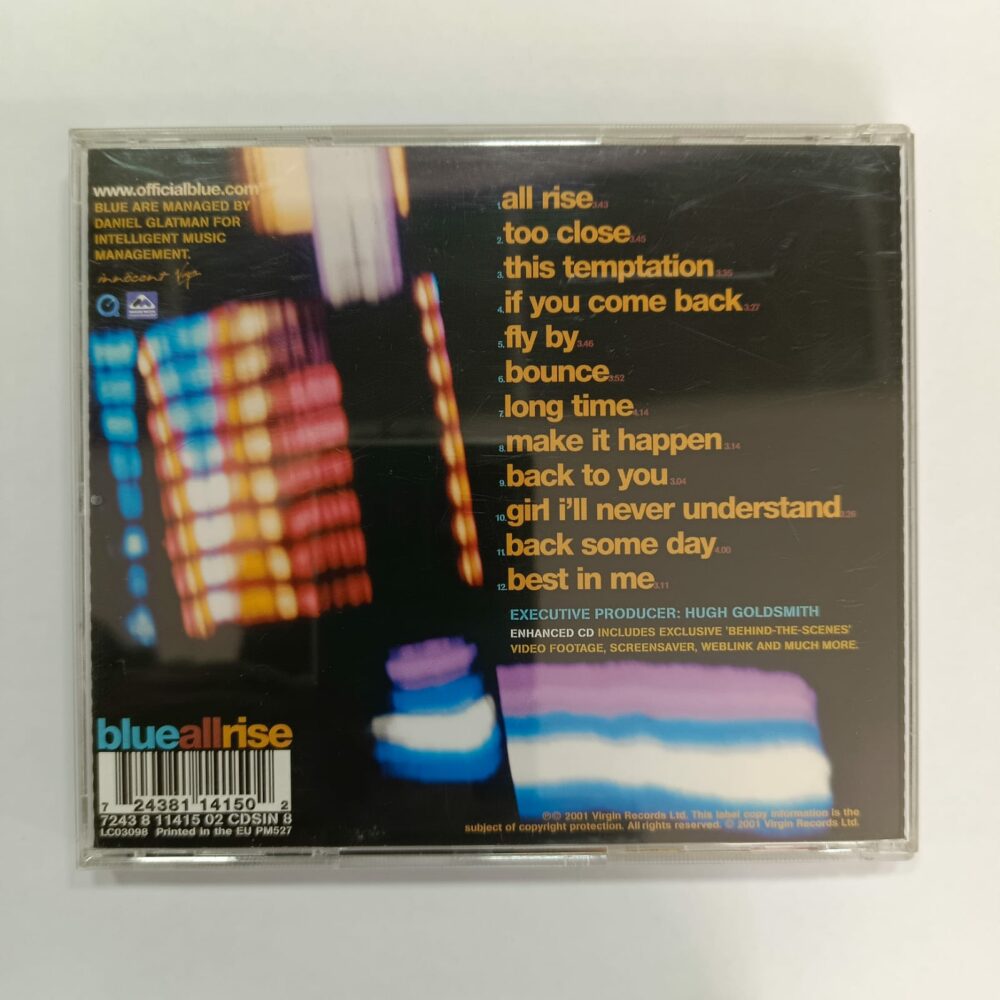 www.officialblue.com
BLUE ARE MANAGED BY
DANIEL GLATMAN FOR
INTELLIGENT MUSIC
MANAGEMENT.
innocent
1. all rise 3.43
2. too close 3.45
3. this temptation 3.35
4. if you come back 3.27
5. fly by 3.46
6. bounce 3.52
7. long time 4.14
8. make it happen 3.14
9. back to you 3.04
10. girl i'll never understand 3.26
11. back some day 4.00
12. best in me 3.11
EXECUTIVE PRODUCER: HUGH GOLDSMITH
ENHANCED CD INCLUDES EXCLUSIVE 'BEHIND-THE-SCENES'
VIDEO FOOTAGE, SCREENSAVER, WEBLINK AND MUCH MORE.
blueallrise
7 24381 14150 2
7243 8 11415 02 CDSIN 8
LC03098 Printed in the EU PM527
℗© 2001 Virgin Records Ltd. This label copy information is the
subject of copyright protection. All rights reserved. © 2001 Virgin Records Ltd.